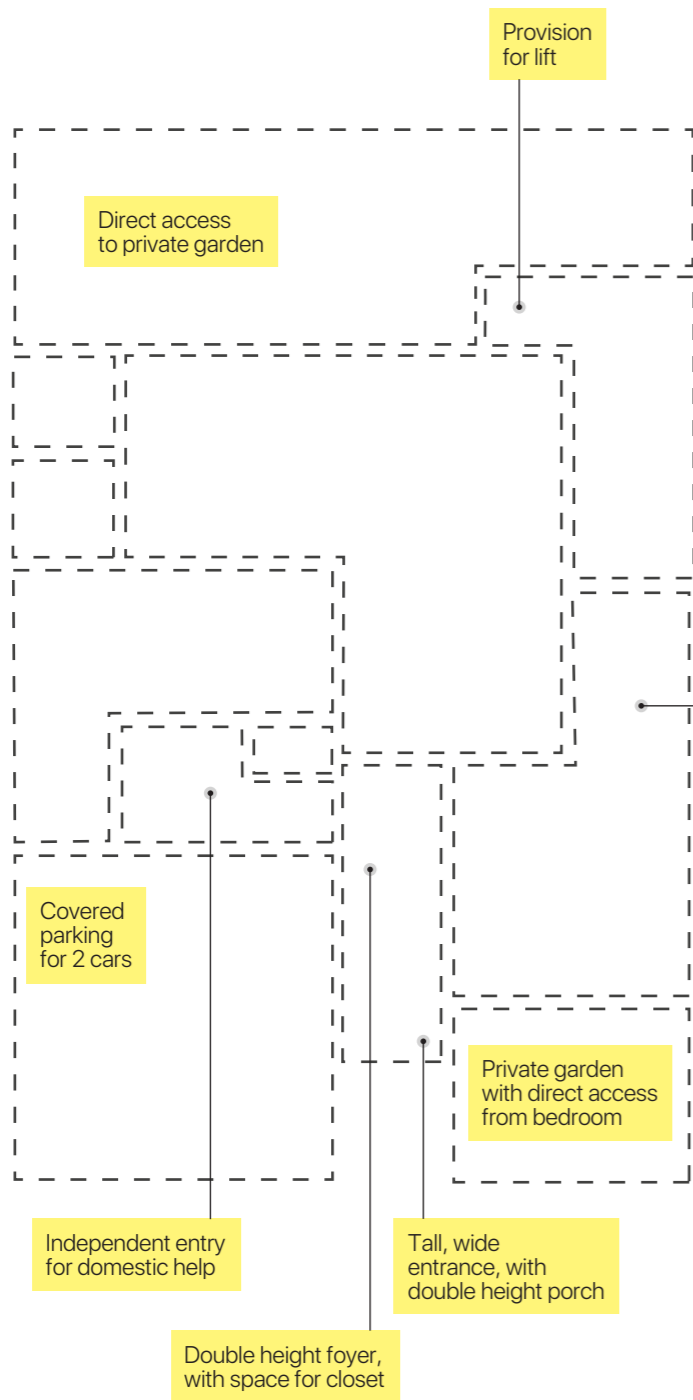 Provision
for lift
Direct access
to private garden
Covered
parking
for 2 cars
Private garden
with direct access
from bedroom
Independent entry
for domestic help
Tall, wide
entrance, with
double height porch
Double height foyer,
with space for closet